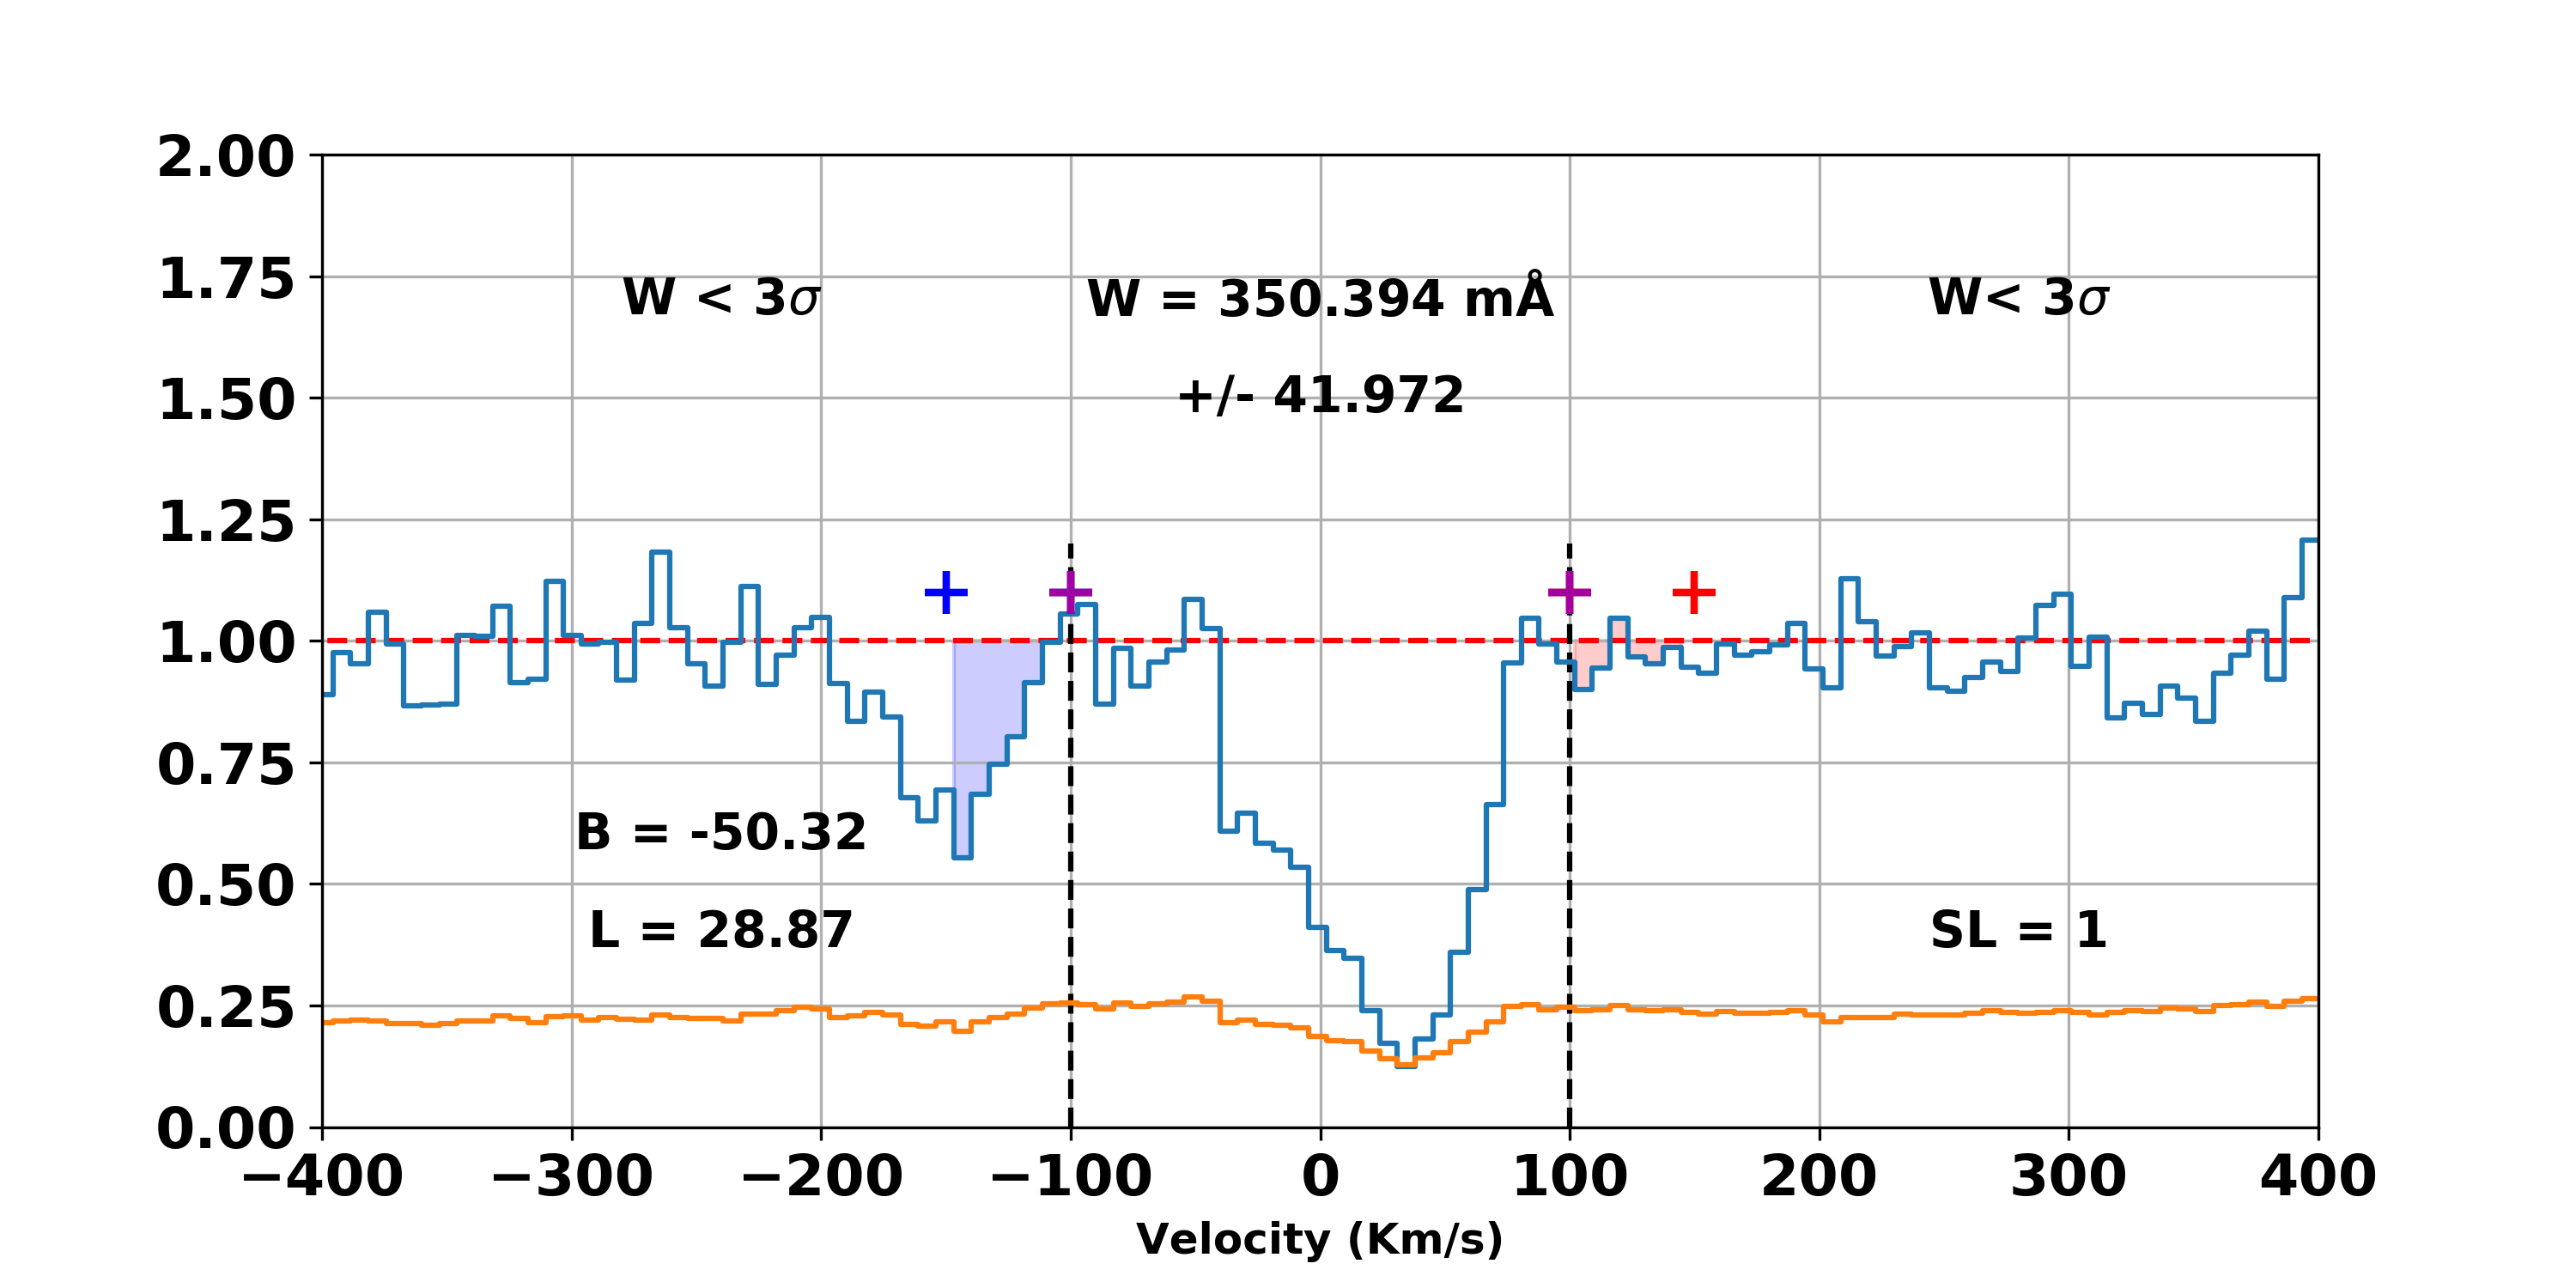 2.00
1.75
1.50
1.25
1.00
0.75
0.50
0.25
0.00
W < 3σ
W = 350.394 mÅ
+/- 41.972
W< 3σ
B = -50.32
L = 28.87
SL = 1
−400 −300 −200 −100 0 100 200 300 400
Velocity (Km/s)